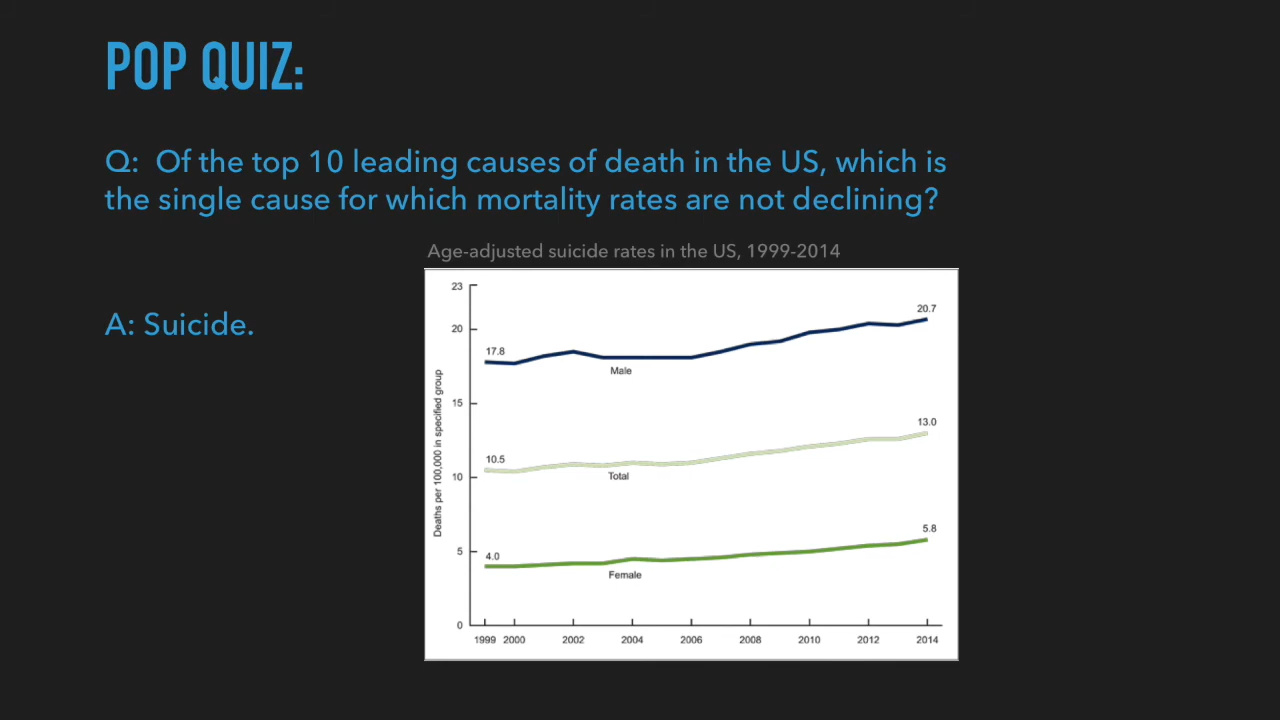 POP QUIZ:
Q: Of the top 10 leading causes of death in the US, which is
the single cause for which mortality rates are not declining?
Age-adjusted suicide rates in the US, 1999-2014
A: Suicide.
Deaths per 100,000 in specified group
23
20
15
10
5
0
17.8
20.7
Male
10.5
13.0
Total
4.0
5.8
Female
1999 2000 2002 2004 2006 2008 2010 2012 2014